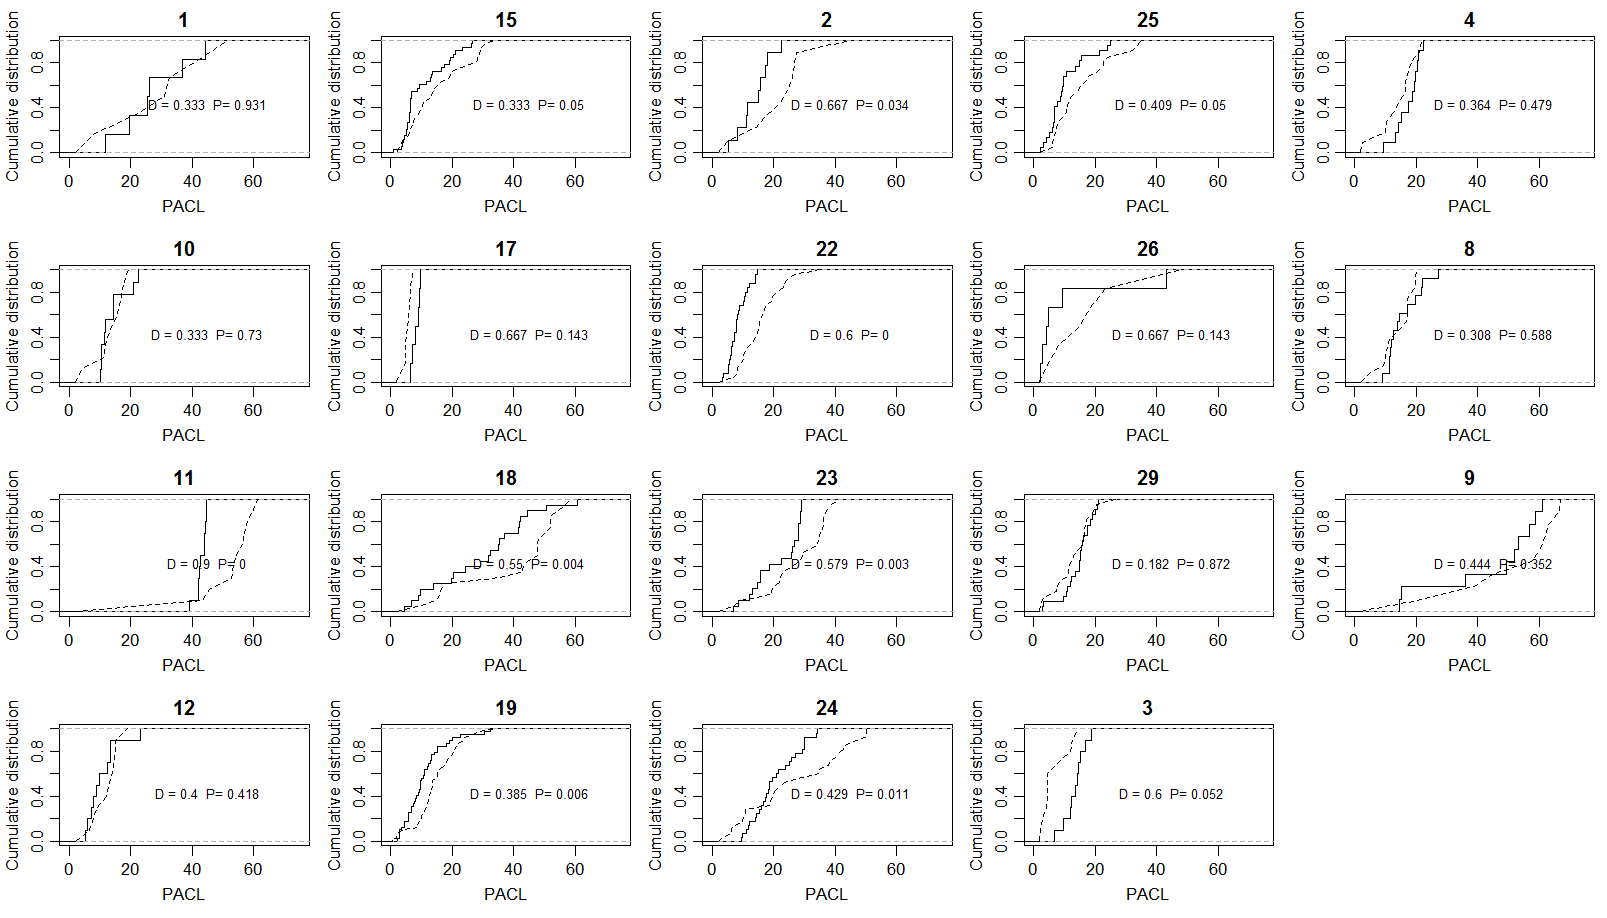 1
15
2
25
4
Cumulative distribution
0.0 0.4 0.8
D = 0.333 P= 0.931
0 20 40 60
PACL
Cumulative distribution
0.0 0.4 0.8
D = 0.333 P= 0.05
0 20 40 60
PACL
Cumulative distribution
0.0 0.4 0.8
D = 0.667 P= 0.034
0 20 40 60
PACL
Cumulative distribution
0.0 0.4 0.8
D = 0.409 P= 0.05
0 20 40 60
PACL
Cumulative distribution
0.0 0.4 0.8
D = 0.364 P= 0.479
0 20 40 60
PACL
10
17
22
26
8
Cumulative distribution
0.0 0.4 0.8
D = 0.333 P= 0.73
0 20 40 60
PACL
Cumulative distribution
0.0 0.4 0.8
D = 0.667 P= 0.143
0 20 40 60
PACL
Cumulative distribution
0.0 0.4 0.8
D = 0.6 P= 0
0 20 40 60
PACL
Cumulative distribution
0.0 0.4 0.8
D = 0.667 P= 0.143
0 20 40 60
PACL
Cumulative distribution
0.0 0.4 0.8
D = 0.308 P= 0.588
0 20 40 60
PACL
11
18
23
29
9
Cumulative distribution
0.0 0.4 0.8
D = 0.9 P= 0
0 20 40 60
PACL
Cumulative distribution
0.0 0.4 0.8
D = 0.55 P= 0.004
0 20 40 60
PACL
Cumulative distribution
0.0 0.4 0.8
D = 0.579 P= 0.003
0 20 40 60
PACL
Cumulative distribution
0.0 0.4 0.8
D = 0.182 P= 0.872
0 20 40 60
PACL
Cumulative distribution
0.0 0.4 0.8
D = 0.444 P= 0.352
0 20 40 60
PACL
12
19
24
3
Cumulative distribution
0.0 0.4 0.8
D = 0.4 P= 0.418
0 20 40 60
PACL
Cumulative distribution
0.0 0.4 0.8
D = 0.385 P= 0.006
0 20 40 60
PACL
Cumulative distribution
0.0 0.4 0.8
D = 0.429 P= 0.011
0 20 40 60
PACL
Cumulative distribution
0.0 0.4 0.8
D = 0.6 P= 0.052
0 20 40 60
PACL